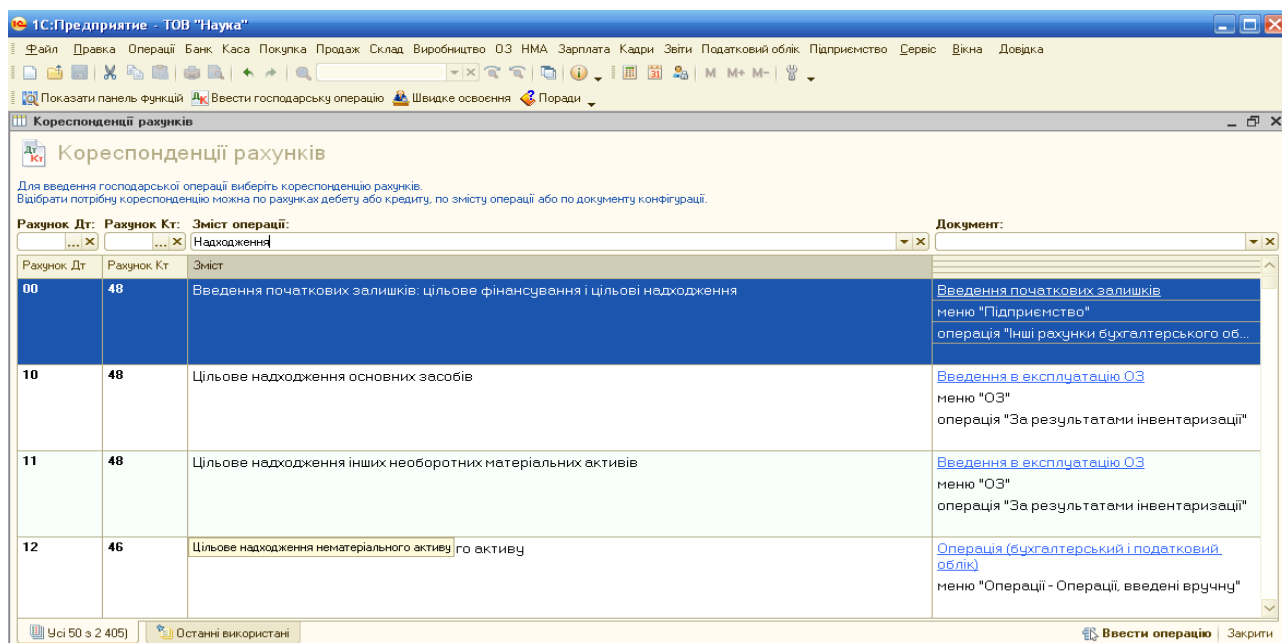 1С:Предприятие - ТОВ "Наука"
Файл Правка Операції Банк Каса Покупка Продаж Склад Виробництво ОЗ НМА Зарплата Кадри Звіти Податковий облік Підприємство Сервіс Вікна Довідка
M M+ M-
Показати панель функцій Ввести господарську операцію Швидке освоєння Поради
Кореспонденції рахунків
Кореспонденції рахунків
Для введення господарської операції виберіть кореспонденцію рахунків.
Відібрати потрібну кореспонденцію можна по рахунках дебету або кредиту, по змісту операції або по документу конфігурації.
Рахунок Дт: Рахунок Кт: Зміст операції: Документ:
... ... Надходження
Рахунок Дт Рахунок Кт Зміст
00 48 Введення початкових залишків: цільове фінансування і цільові надходження Введення початкових залишків
меню "Підприємство"
операція "Інші рахунки бухгалтерського об...
10 48 Цільове надходження основних засобів Введення в експлуатацію ОЗ
меню "ОЗ"
операція "За результатами інвентаризації"
11 48 Цільове надходження інших необоротних матеріальних активів Введення в експлуатацію ОЗ
меню "ОЗ"
операція "За результатами інвентаризації"
12 46 Цільове надходження нематеріального активу го активу Операція (бухгалтерський і податковий
облік)
меню "Операції - Операції, введені вручну"
Усі 50 з 2 405) Останні використані Ввести операцію Закрити